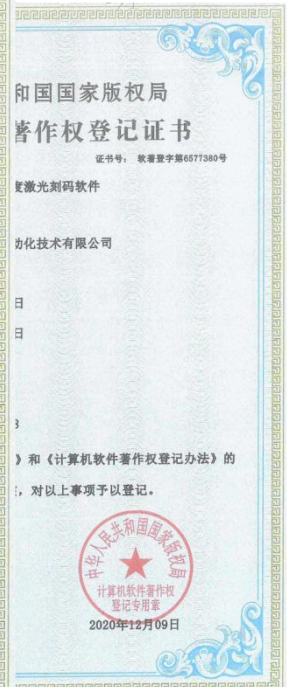 和国国家版权局
著作权登记证书
证书号： 软著登字第6577380号
度激光刻码软件
动化技术有限公司
日
日
》和《计算机软件著作权登记办法》的
，对以上事项予以登记。
中华人民共和国国家版权局
计算机软件著作权
登记专用章
2020年12月09日